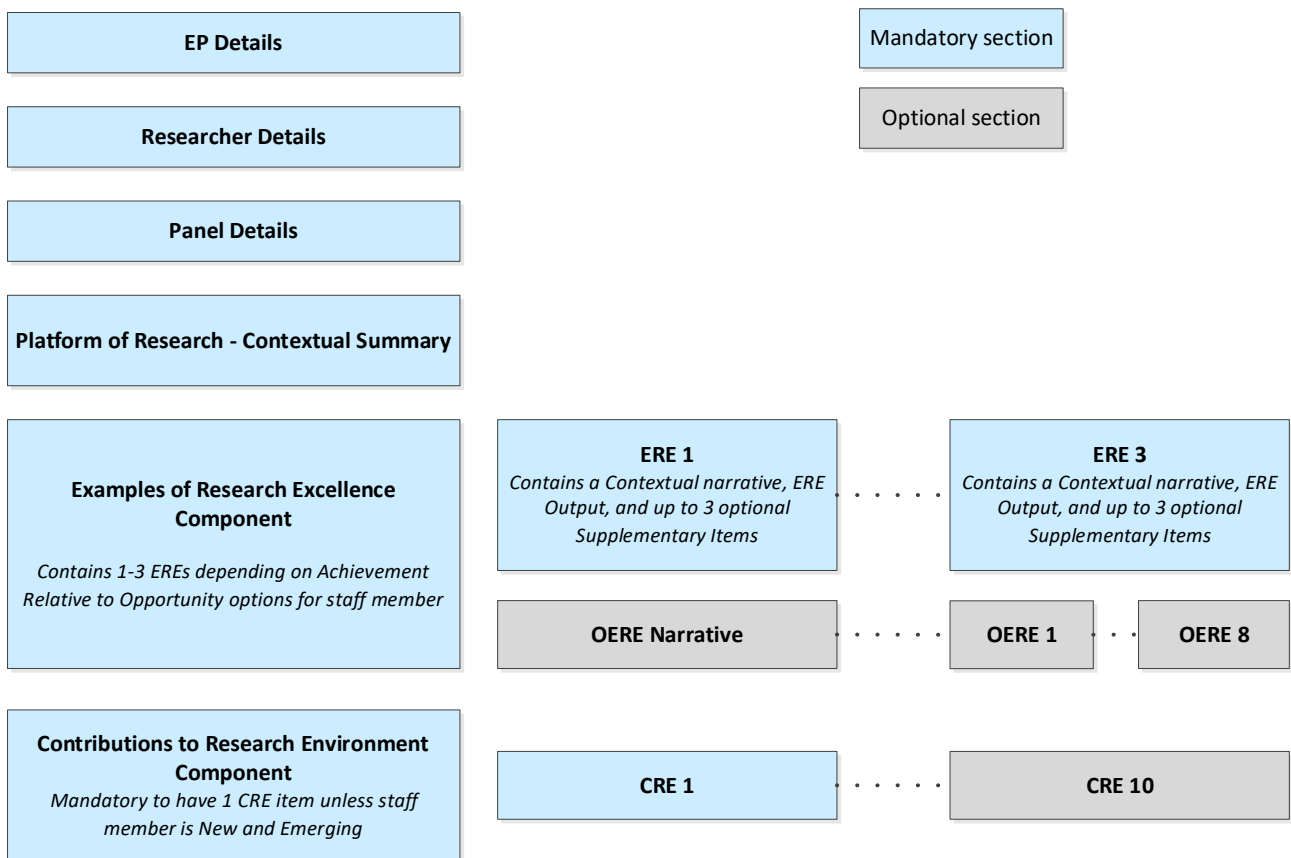 EP Details
Mandatory section
Optional section
Researcher Details
Panel Details
Platform of Research - Contextual Summary
Examples of Research Excellence
Component
Contains 1-3 EREs depending on Achievement
Relative to Opportunity options for staff member
ERE 1
Contains a Contextual narrative, ERE
Output, and up to 3 optional
Supplementary Items
ERE 3
Contains a Contextual narrative, ERE
Output, and up to 3 optional
Supplementary Items
OERE Narrative
OERE 1
OERE 8
Contributions to Research Environment
Component
Mandatory to have 1 CRE item unless staff
member is New and Emerging
CRE 1
CRE 10